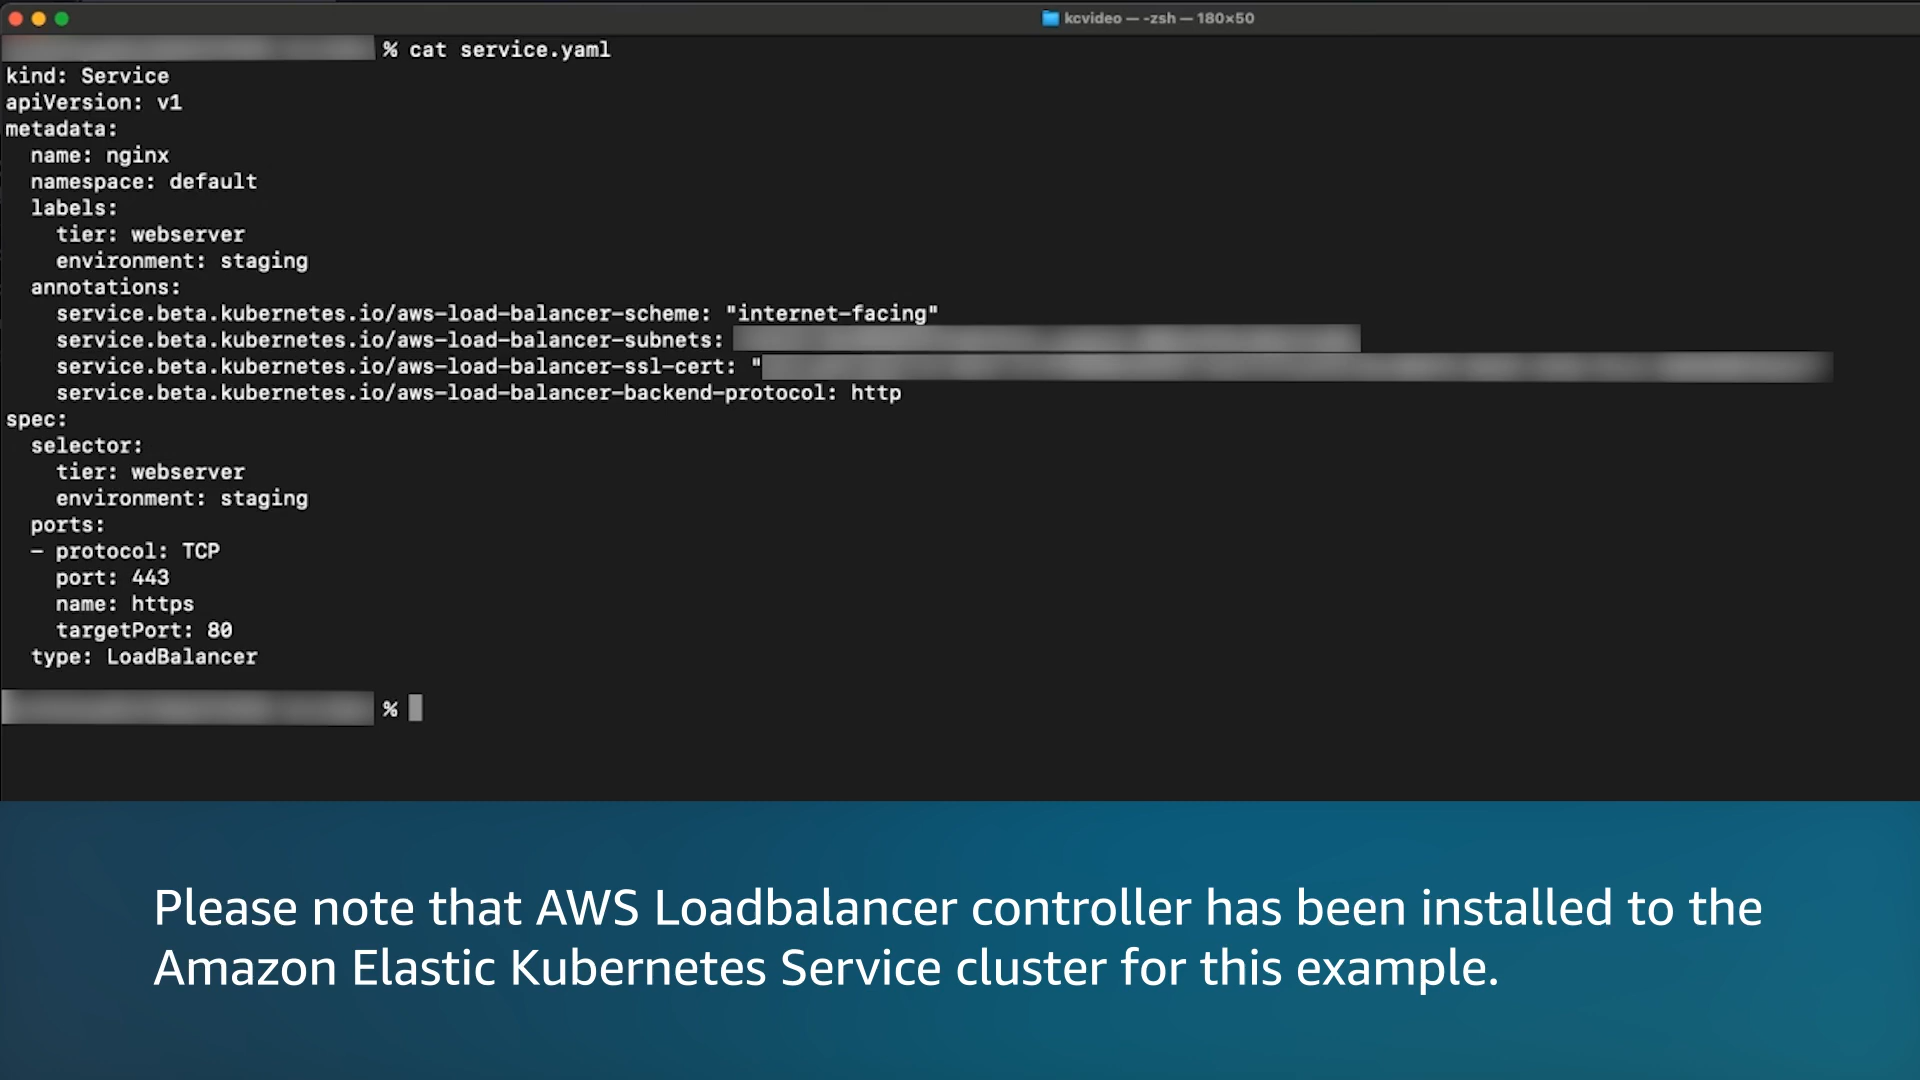 kcvideo — -zsh — 180×50
% cat service.yaml
kind: Service
apiVersion: v1
metadata:
  name: nginx
  namespace: default
  labels:
    tier: webserver
    environment: staging
  annotations:
    service.beta.kubernetes.io/aws-load-balancer-scheme: "internet-facing"
    service.beta.kubernetes.io/aws-load-balancer-subnets:
    service.beta.kubernetes.io/aws-load-balancer-ssl-cert: "
    service.beta.kubernetes.io/aws-load-balancer-backend-protocol: http
spec:
  selector:
    tier: webserver
    environment: staging
  ports:
  - protocol: TCP
    port: 443
    name: https
    targetPort: 80
  type: LoadBalancer
%
Please note that AWS Loadbalancer controller has been installed to the
Amazon Elastic Kubernetes Service cluster for this example.